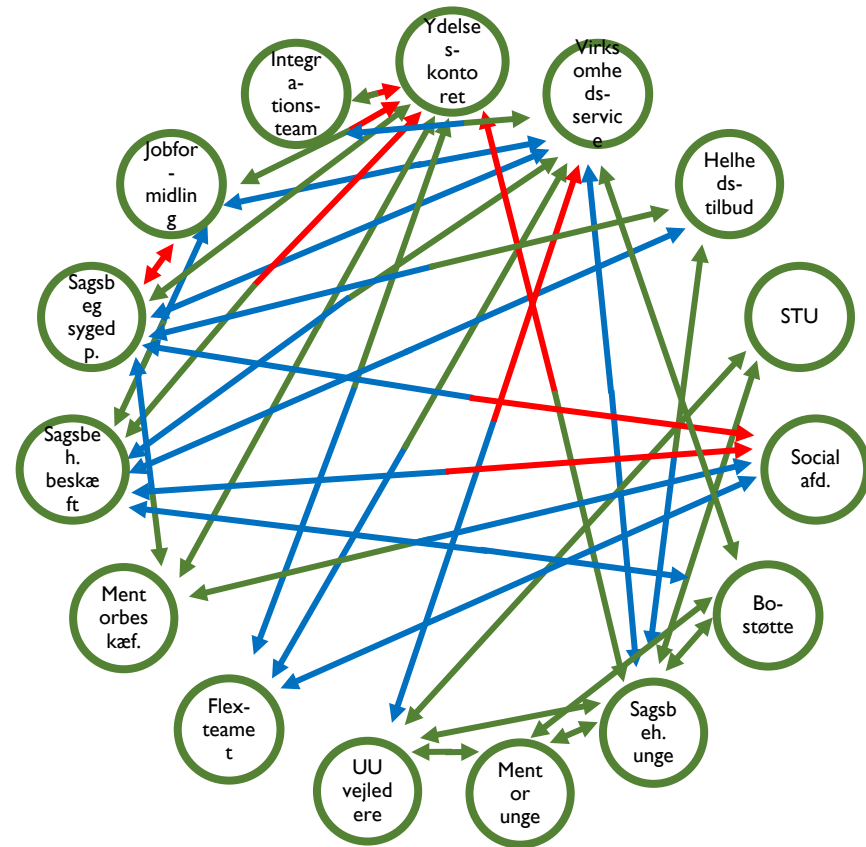 Ydelse
s-
konto
ret
Integr
a-
tions-
team
Virks
omhe
ds-
servic
e
Jobfor
-
midlin
g
Helhe
ds-
tilbud
Sagsb
eg
syged
p.
STU
Sagsbe
h.
beskæ
ft
Social
afd.
Ment
orbes
kæf.
Bo-
støtte
Flex-
teame
t
Sagsb
eh.
unge
UU
vejled
ere
Ment
or
unge